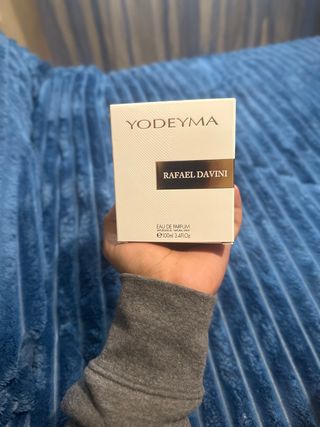 YODEYMA
RAFAEL DAVINI
EAU DE PARFUM
℮100ml 3.4Fl.Oz